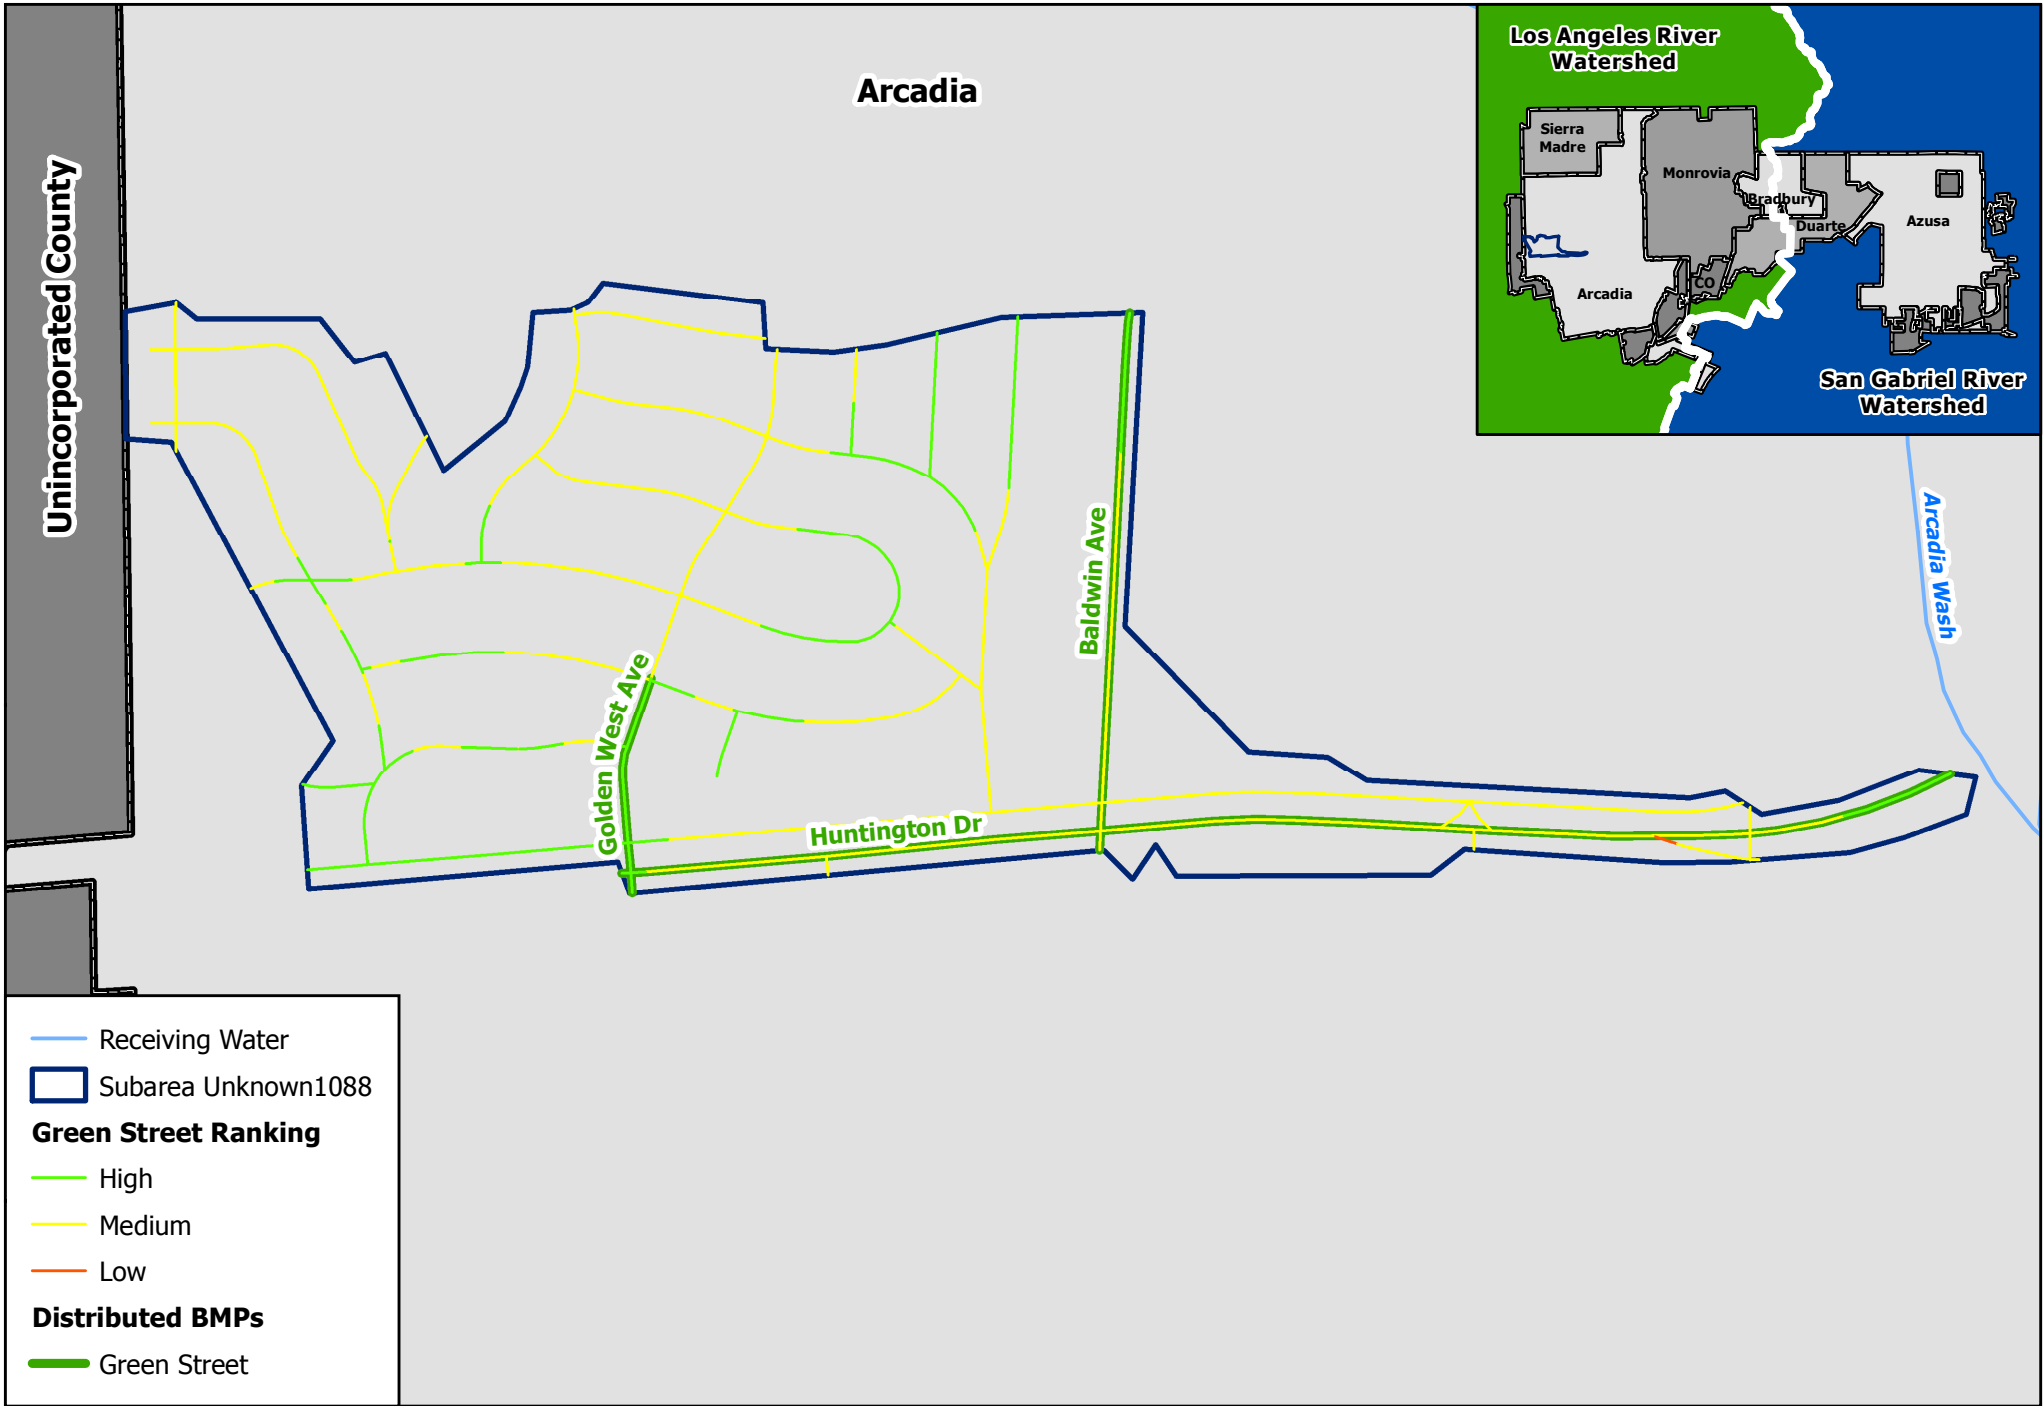 Arcadia
Unincorporated County
Golden West Ave
Huntington Dr
Baldwin Ave
Arcadia Wash
Los Angeles River
Watershed
Sierra
Madre
Monrovia
Bradbury
Duarte
Azusa
Arcadia
CO
San Gabriel River
Watershed
Receiving Water
Subarea Unknown1088
Green Street Ranking
High
Medium
Low
Distributed BMPs
Green Street